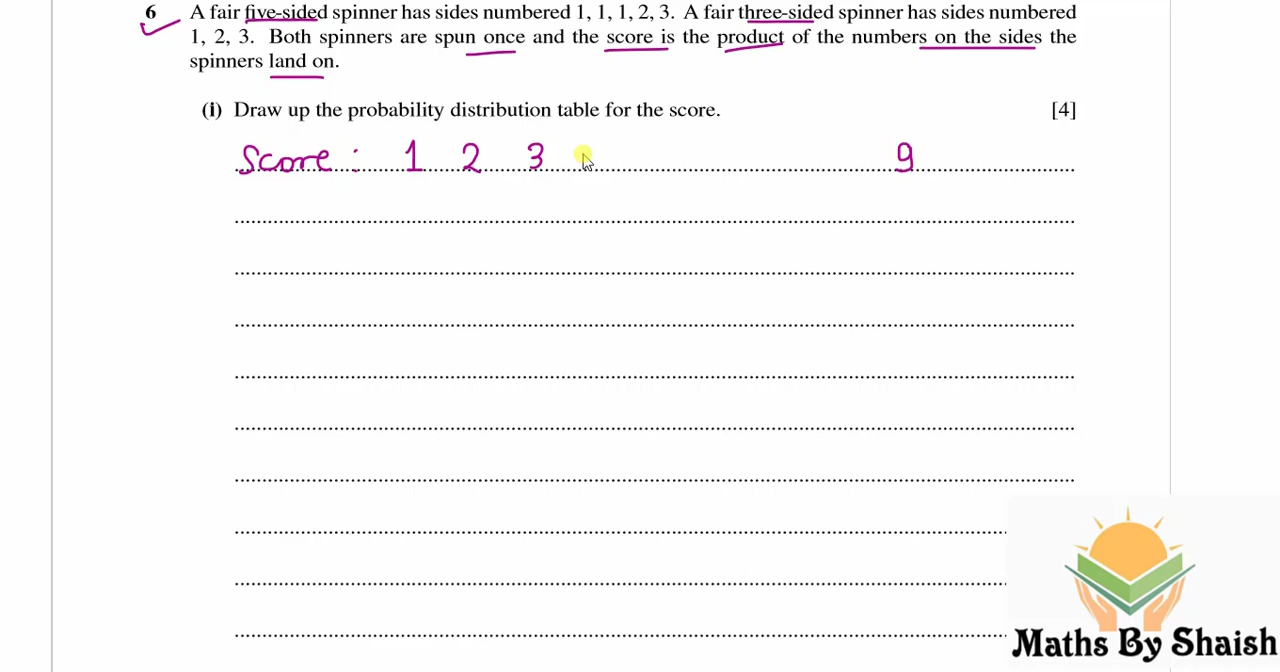 6 A fair five-sided spinner has sides numbered 1, 1, 1, 2, 3. A fair three-sided spinner has sides numbered
1, 2, 3. Both spinners are spun once and the score is the product of the numbers on the sides the
spinners land on.
(i) Draw up the probability distribution table for the score. [4]
Score : 1 2 3 9
Maths By Shaish